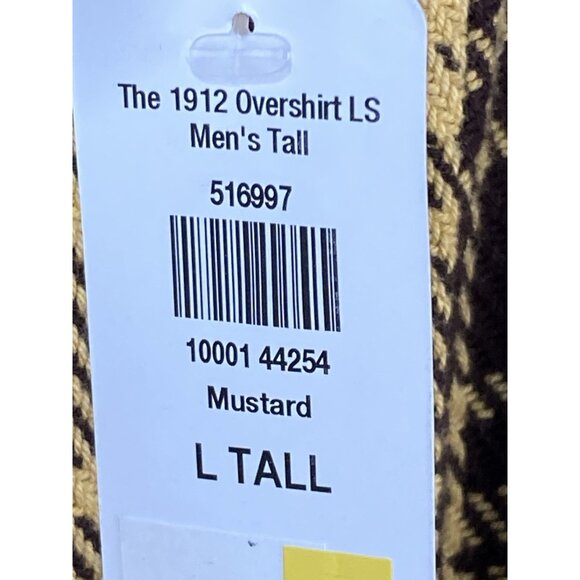 The 1912 Overshirt LS
Men's Tall
516997
10001 44254
Mustard
L TALL